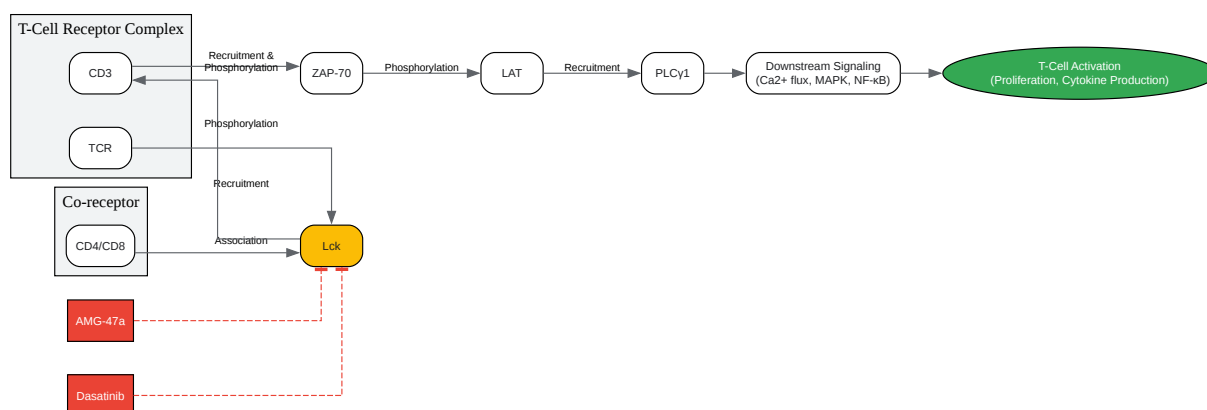 T-Cell Receptor Complex
CD3
Recruitment &
Phosphorylation
ZAP-70
Phosphorylation
LAT
Recruitment
PLCγ1
Downstream Signaling
(Ca2+ flux, MAPK, NF-κB)
T-Cell Activation
(Proliferation, Cytokine Production)
Phosphorylation
TCR
Recruitment
Co-receptor
CD4/CD8
Association
Lck
AMG-47a
Dasatinib